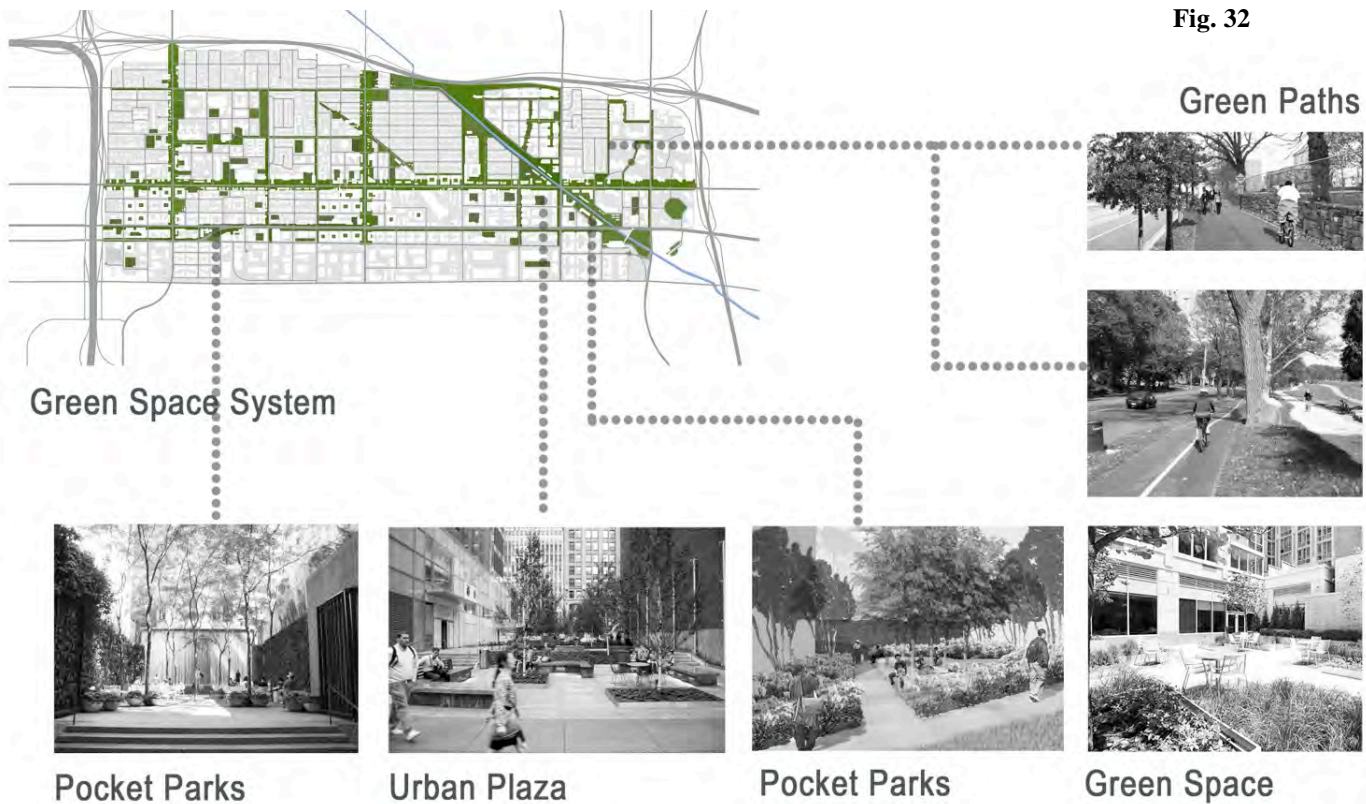 Fig. 32
Green Paths
Green Space System
Pocket Parks
Urban Plaza
Pocket Parks
Green Space